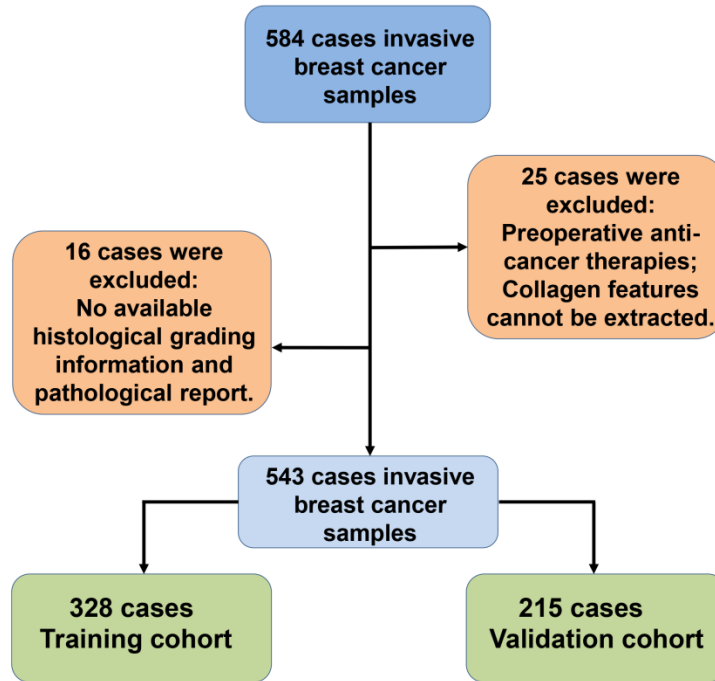 584 cases invasive
breast cancer
samples
25 cases were
excluded:
Preoperative anti-
cancer therapies;
Collagen features
cannot be extracted.
16 cases were
excluded:
No available
histological grading
information and
pathological report.
543 cases invasive
breast cancer
samples
328 cases
Training cohort
215 cases
Validation cohort